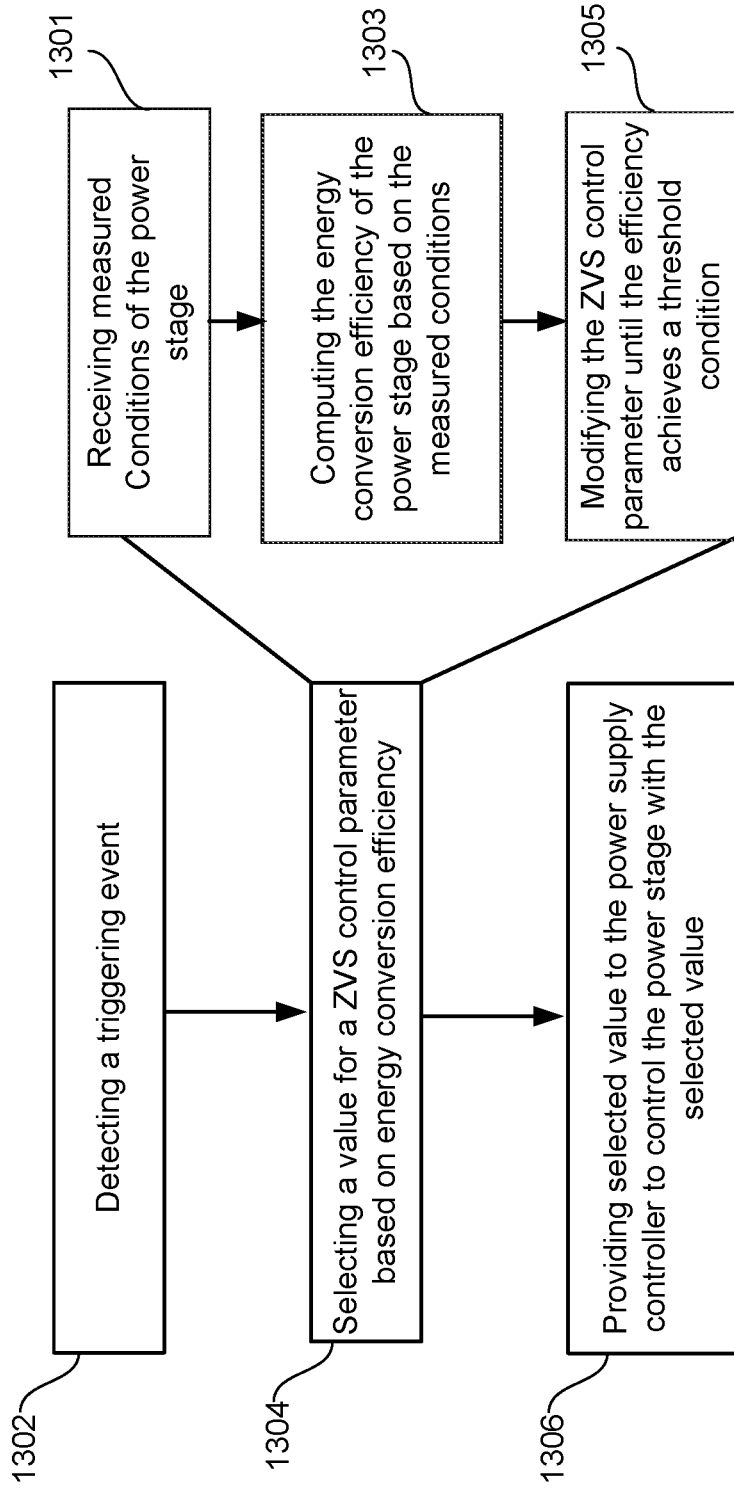 1302
Detecting a triggering event
1304
Selecting a value for a ZVS control parameter
based on energy conversion efficiency
1306
Providing selected value to the power supply
controller to control the power stage with the
selected value
1301
Receiving measured
Conditions of the power
stage
1303
Computing the energy
conversion efficiency of the
power stage based on the
measured conditions
1305
Modifying the ZVS control
parameter until the efficiency
achieves a threshold
condition